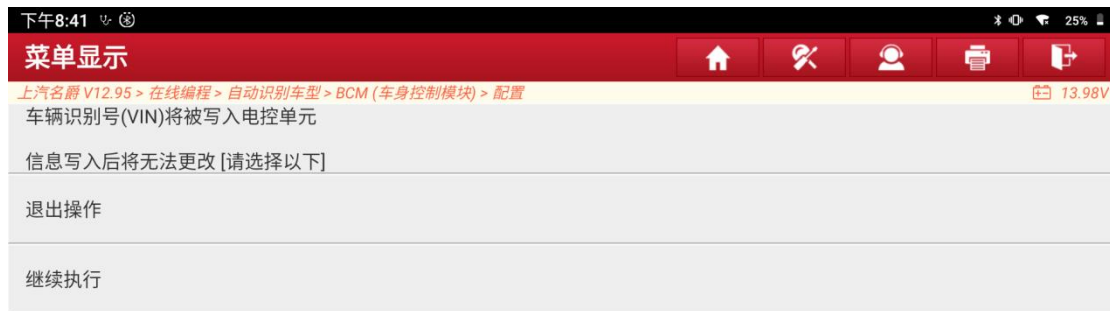 下午8:41
25%
菜单显示
上汽名爵 V12.95 > 在线编程 > 自动识别车型 > BCM (车身控制模块) > 配置
13.98V
车辆识别号(VIN)将被写入电控单元
信息写入后将无法更改 [请选择以下]
退出操作
继续执行